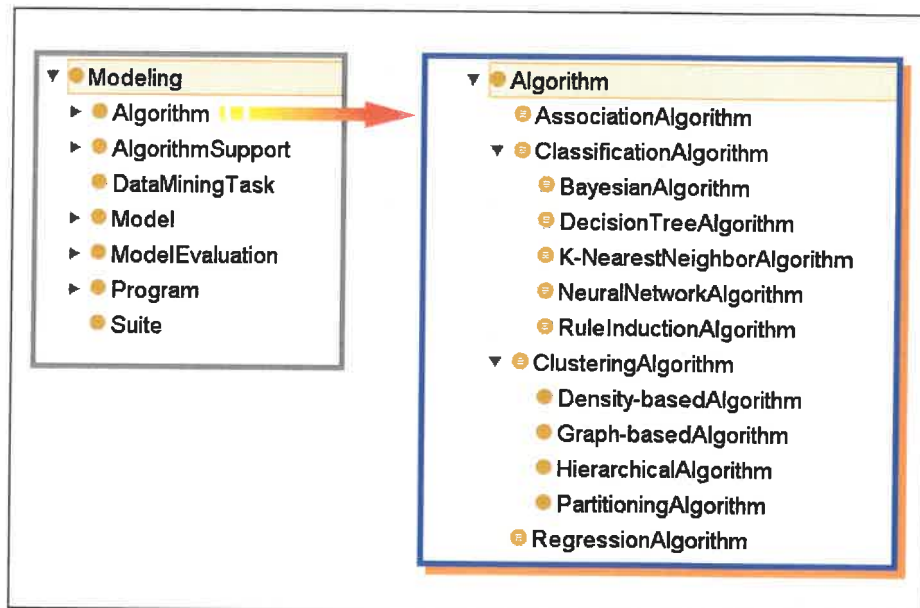 Modeling
Algorithm
AlgorithmSupport
DataMiningTask
Model
ModelEvaluation
Program
Suite
Algorithm
AssociationAlgorithm
ClassificationAlgorithm
BayesianAlgorithm
DecisionTreeAlgorithm
K-NearestNeighborAlgorithm
NeuralNetworkAlgorithm
RuleInductionAlgorithm
ClusteringAlgorithm
Density-basedAlgorithm
Graph-basedAlgorithm
HierarchicalAlgorithm
PartitioningAlgorithm
RegressionAlgorithm